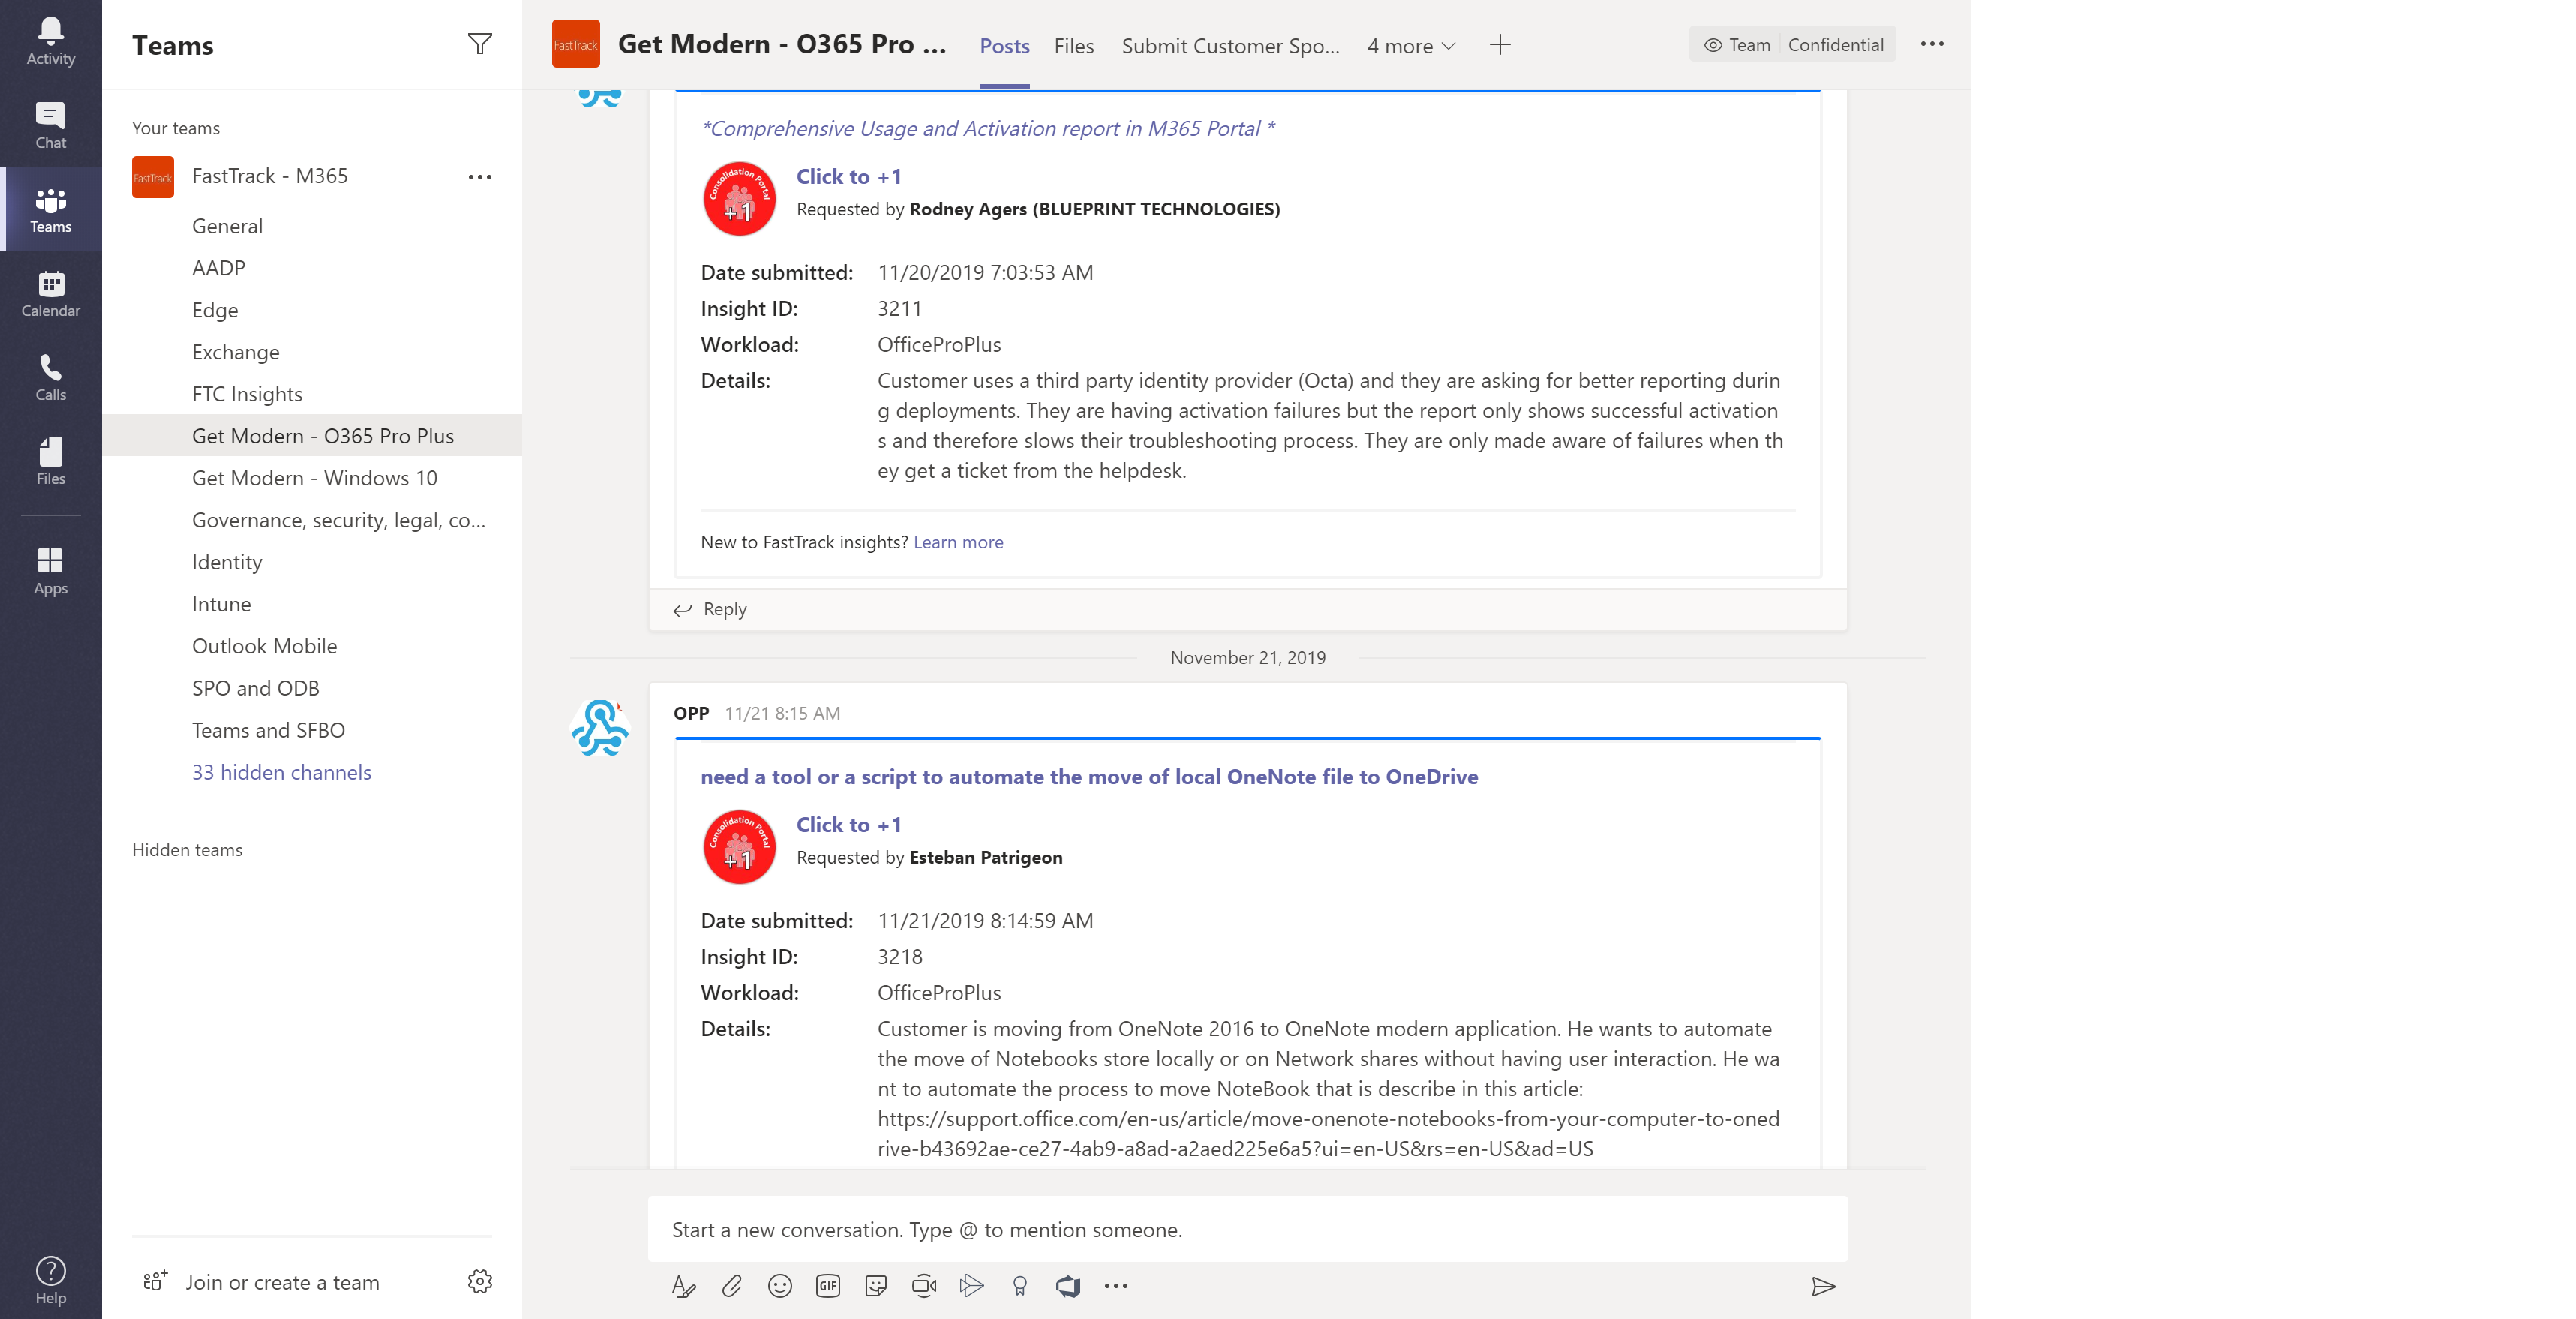 Activity
Chat
Teams
Calendar
Calls
Files
Apps
Help
Teams
Your teams
FastTrack
FastTrack - M365
General
AADP
Edge
Exchange
FTC Insights
Get Modern - O365 Pro Plus
Get Modern - Windows 10
Governance, security, legal, co...
Identity
Intune
Outlook Mobile
SPO and ODB
Teams and SFBO
33 hidden channels
Hidden teams
Join or create a team
FastTrack
Get Modern - O365 Pro ...
Posts
Files
Submit Customer Spo...
4 more
Team
Confidential
*Comprehensive Usage and Activation report in M365 Portal *
Consolidation Portal
+1
Click to +1
Requested by Rodney Agers (BLUEPRINT TECHNOLOGIES)
Date submitted: 11/20/2019 7:03:53 AM
Insight ID: 3211
Workload: OfficeProPlus
Details: Customer uses a third party identity provider (Octa) and they are asking for better reporting durin
g deployments. They are having activation failures but the report only shows successful activation
s and therefore slows their troubleshooting process. They are only made aware of failures when th
ey get a ticket from the helpdesk.
New to FastTrack insights? Learn more
Reply
November 21, 2019
OPP 11/21 8:15 AM
need a tool or a script to automate the move of local OneNote file to OneDrive
Consolidation Portal
+1
Click to +1
Requested by Esteban Patrigeon
Date submitted: 11/21/2019 8:14:59 AM
Insight ID: 3218
Workload: OfficeProPlus
Details: Customer is moving from OneNote 2016 to OneNote modern application. He wants to automate
the move of Notebooks store locally or on Network shares without having user interaction. He wa
nt to automate the process to move NoteBook that is describe in this article:
https://support.office.com/en-us/article/move-onenote-notebooks-from-your-computer-to-oned
rive-b43692ae-ce27-4ab9-a8ad-a2aed225e6a5?ui=en-US&rs=en-US&ad=US
Start a new conversation. Type @ to mention someone.
GIF